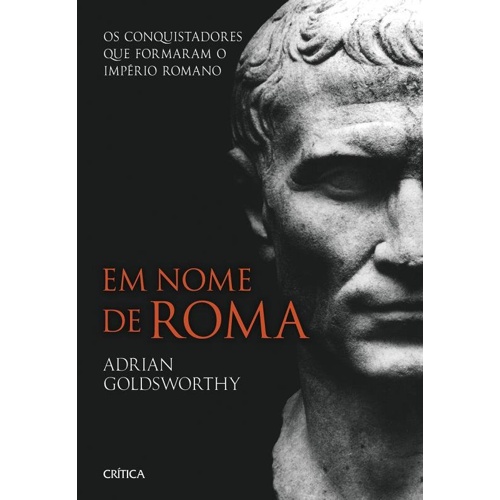 OS CONQUISTADORES
QUE FORMARAM O
IMPÉRIO ROMANO
EM NOME
DE ROMA
ADRIAN
GOLDSWORTHY
CRÍTICA